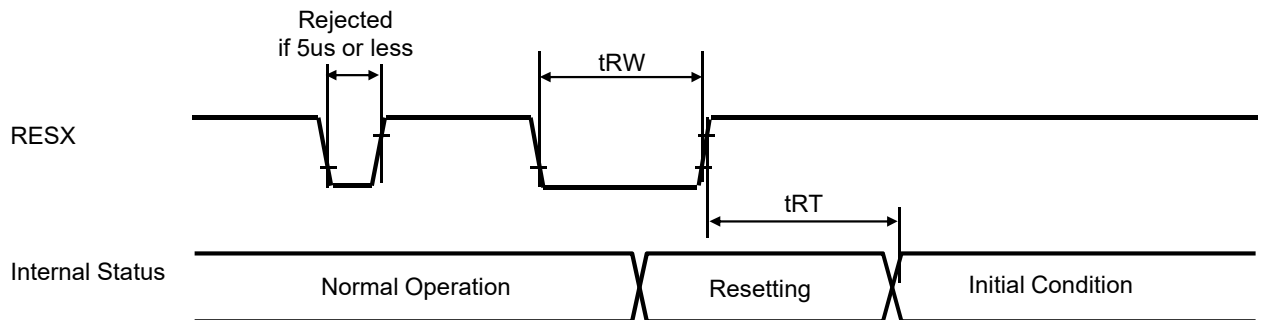 Rejected
if 5us or less
tRW
RESX
tRT
Internal Status
Normal Operation
Resetting
Initial Condition